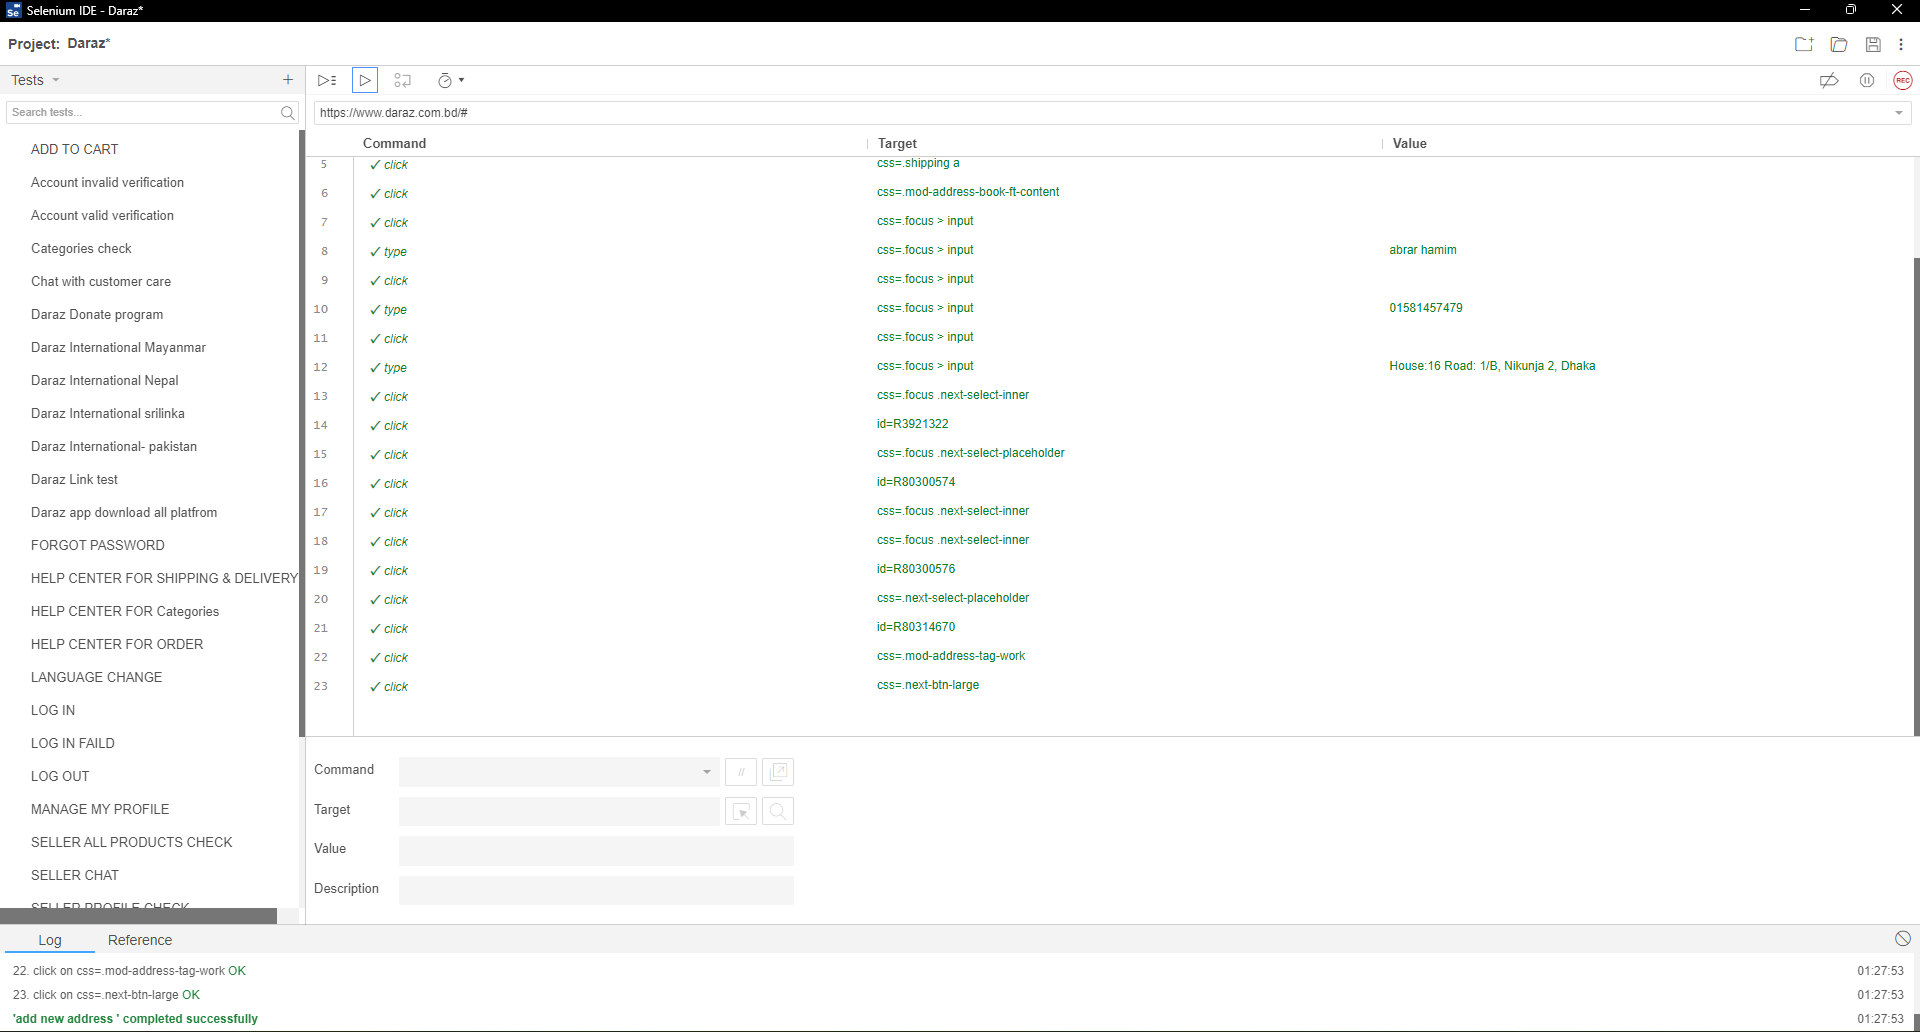 Selenium IDE - Daraz*
Project: Daraz*
Tests
Search tests...
ADD TO CART
Account invalid verification
Account valid verification
Categories check
Chat with customer care
Daraz Donate program
Daraz International Mayanmar
Daraz International Nepal
Daraz International srilinka
Daraz International- pakistan
Daraz Link test
Daraz app download all platfrom
FORGOT PASSWORD
HELP CENTER FOR SHIPPING & DELIVERY
HELP CENTER FOR Categories
HELP CENTER FOR ORDER
LANGUAGE CHANGE
LOG IN
LOG IN FAILD
LOG OUT
MANAGE MY PROFILE
SELLER ALL PRODUCTS CHECK
SELLER CHAT
SELLER PROFILE CHECK
REC
https://www.daraz.com.bd/#
Command Target Value
5 ✓ click css=.shipping a
6 ✓ click css=.mod-address-book-ft-content
7 ✓ click css=.focus > input
8 ✓ type css=.focus > input abrar hamim
9 ✓ click css=.focus > input
10 ✓ type css=.focus > input 01581457479
11 ✓ click css=.focus > input
12 ✓ type css=.focus > input House:16 Road: 1/B, Nikunja 2, Dhaka
13 ✓ click css=.focus .next-select-inner
14 ✓ click id=R3921322
15 ✓ click css=.focus .next-select-placeholder
16 ✓ click id=R80300574
17 ✓ click css=.focus .next-select-inner
18 ✓ click css=.focus .next-select-inner
19 ✓ click id=R80300576
20 ✓ click css=.next-select-placeholder
21 ✓ click id=R80314670
22 ✓ click css=.mod-address-tag-work
23 ✓ click css=.next-btn-large
Command //
Target
Value
Description
Log Reference
22. click on css=.mod-address-tag-work OK 01:27:53
23. click on css=.next-btn-large OK 01:27:53
'add new address ' completed successfully 01:27:53